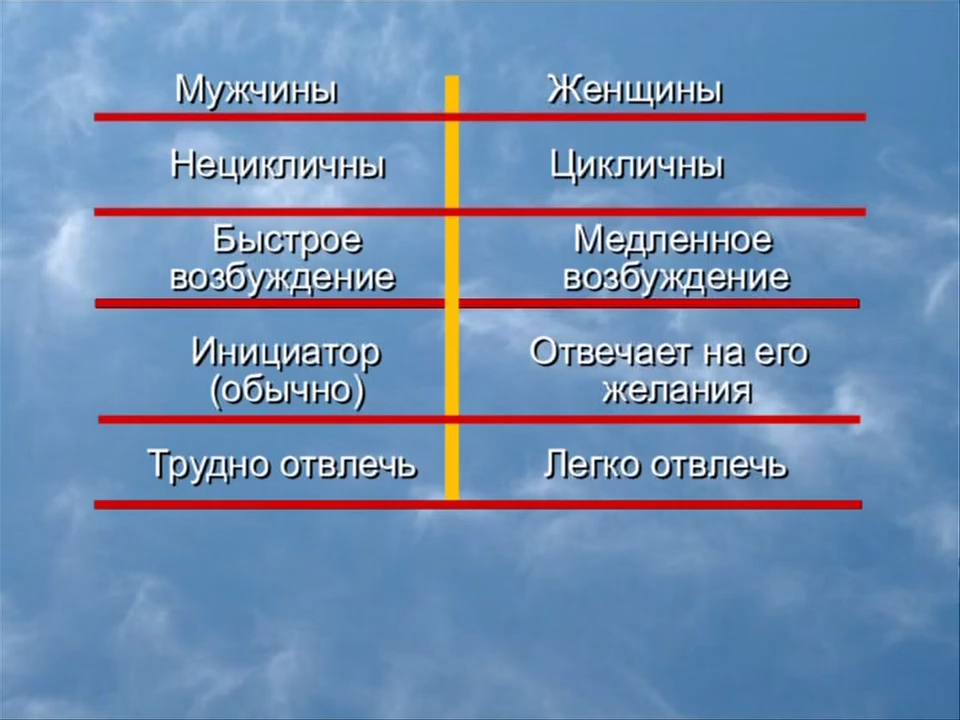 Мужчины Женщины
Нецикличны Цикличны
Быстрое Медленное
возбуждение возбуждение
Инициатор Отвечает на его
(обычно) желания
Трудно отвлечь Легко отвлечь